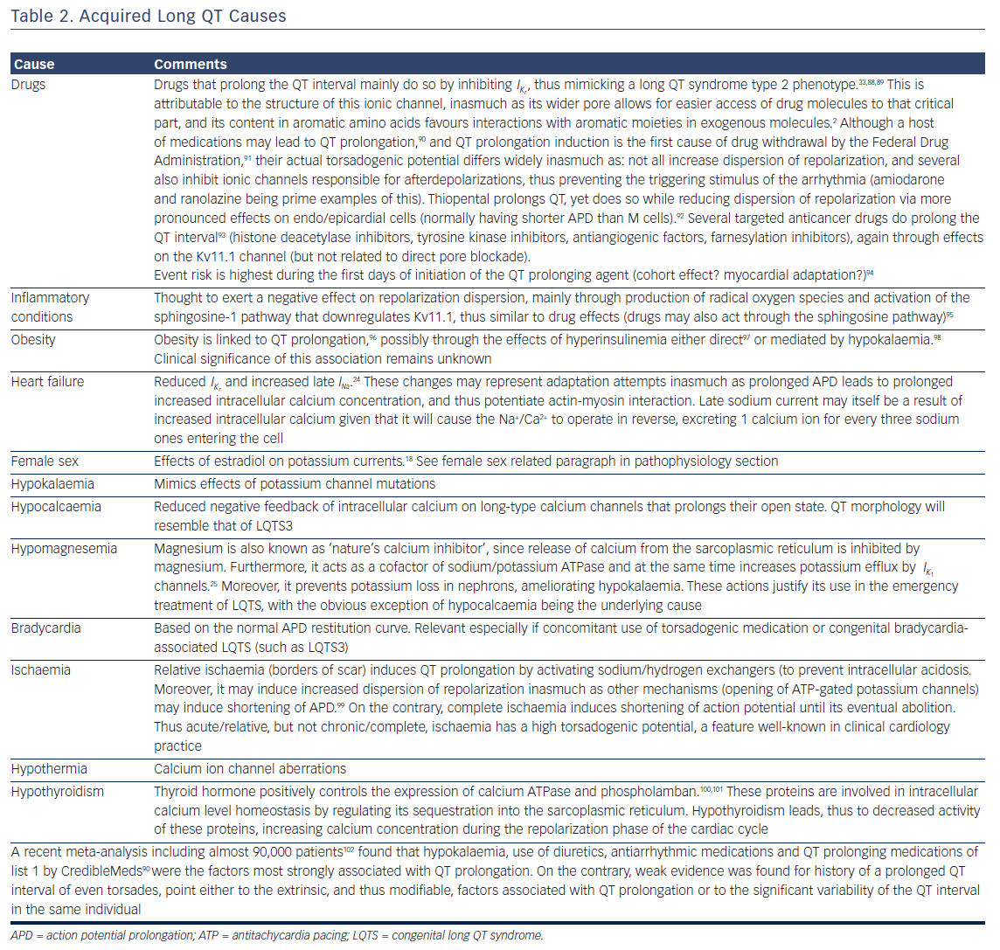 Table 2. Acquired Long QT Causes
Cause Comments
Drugs Drugs that prolong the QT interval mainly do so by inhibiting IKr, thus mimicking a long QT syndrome type 2 phenotype.33,88,89 This is
attributable to the structure of this ionic channel, inasmuch as its wider pore allows for easier access of drug molecules to that critical
part, and its content in aromatic amino acids favours interactions with aromatic moieties in exogenous molecules.2 Although a host
of medications may lead to QT prolongation,90 and QT prolongation induction is the first cause of drug withdrawal by the Federal Drug
Administration,91 their actual torsadogenic potential differs widely inasmuch as: not all increase dispersion of repolarization, and several
also inhibit ionic channels responsible for afterdepolarizations, thus preventing the triggering stimulus of the arrhythmia (amiodarone
and ranolazine being prime examples of this). Thiopental prolongs QT, yet does so while reducing dispersion of repolarization via more
pronounced effects on endo/epicardial cells (normally having shorter APD than M cells).92 Several targeted anticancer drugs do prolong the
QT interval93 (histone deacetylase inhibitors, tyrosine kinase inhibitors, antiangiogenic factors, farnesylation inhibitors), again through effects
on the Kv11.1 channel (but not related to direct pore blockade).
Event risk is highest during the first days of initiation of the QT prolonging agent (cohort effect? myocardial adaptation?)94
Inflammatory Thought to exert a negative effect on repolarization dispersion, mainly through production of radical oxygen species and activation of the
conditions sphingosine-1 pathway that downregulates Kv11.1, thus similar to drug effects (drugs may also act through the sphingosine pathway)95
Obesity Obesity is linked to QT prolongation,96 possibly through the effects of hyperinsulinemia either direct97 or mediated by hypokalaemia.98
Clinical significance of this association remains unknown
Heart failure Reduced IKr and increased late INa.24 These changes may represent adaptation attempts inasmuch as prolonged APD leads to prolonged
increased intracellular calcium concentration, and thus potentiate actin-myosin interaction. Late sodium current may itself be a result of
increased intracellular calcium given that it will cause the Na+/Ca2+ to operate in reverse, excreting 1 calcium ion for every three sodium
ones entering the cell
Female sex Effects of estradiol on potassium currents.18 See female sex related paragraph in pathophysiology section
Hypokalaemia Mimics effects of potassium channel mutations
Hypocalcaemia Reduced negative feedback of intracellular calcium on long-type calcium channels that prolongs their open state. QT morphology will
resemble that of LQTS3
Hypomagnesemia Magnesium is also known as ‘nature’s calcium inhibitor’, since release of calcium from the sarcoplasmic reticulum is inhibited by
magnesium. Furthermore, it acts as a cofactor of sodium/potassium ATPase and at the same time increases potassium efflux by IK1
channels.25 Moreover, it prevents potassium loss in nephrons, ameliorating hypokalaemia. These actions justify its use in the emergency
treatment of LQTS, with the obvious exception of hypocalcaemia being the underlying cause
Bradycardia Based on the normal APD restitution curve. Relevant especially if concomitant use of torsadogenic medication or congenital bradycardia-
associated LQTS (such as LQTS3)
Ischaemia Relative ischaemia (borders of scar) induces QT prolongation by activating sodium/hydrogen exchangers (to prevent intracellular acidosis.
Moreover, it may induce increased dispersion of repolarization inasmuch as other mechanisms (opening of ATP-gated potassium channels)
may induce shortening of APD.99 On the contrary, complete ischaemia induces shortening of action potential until its eventual abolition.
Thus acute/relative, but not chronic/complete, ischaemia has a high torsadogenic potential, a feature well-known in clinical cardiology
practice
Hypothermia Calcium ion channel aberrations
Hypothyroidism Thyroid hormone positively controls the expression of calcium ATPase and phospholamban.100,101 These proteins are involved in intracellular
calcium level homeostasis by regulating its sequestration into the sarcoplasmic reticulum. Hypothyroidism leads, thus to decreased activity
of these proteins, increasing calcium concentration during the repolarization phase of the cardiac cycle
A recent meta-analysis including almost 90,000 patients102 found that hypokalaemia, use of diuretics, antiarrhythmic medications and QT prolonging medications of
list 1 by CredibleMeds90 were the factors most strongly associated with QT prolongation. On the contrary, weak evidence was found for history of a prolonged QT
interval of even torsades, point either to the extrinsic, and thus modifiable, factors associated with QT prolongation or to the significant variability of the QT interval
in the same individual
APD = action potential prolongation; ATP = antitachycardia pacing; LQTS = congenital long QT syndrome.